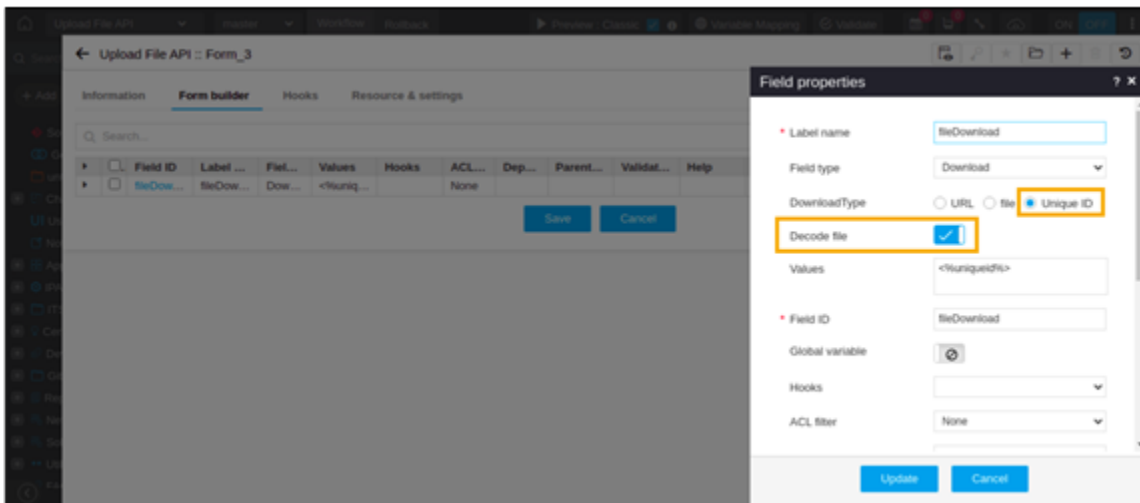 Upload File API master Workflow Rollback Preview : Classic Variable Mapping Validate ON OFF
← Upload File API :: Form_3
Information Form builder Hooks Resource & settings
Search...
Field ID Label ... Fiel... Values Hooks ACL... Dep... Parent... Validat... Help
fileDow... fileDow... Dow... <%uniq... None
Save Cancel
+ Add
Field properties ? ×
* Label name fileDownload
Field type Download
DownloadType URL file Unique ID
Decode file
Values <%uniqueid%>
* Field ID fileDownload
Global variable
Hooks
ACL filter None
Update Cancel